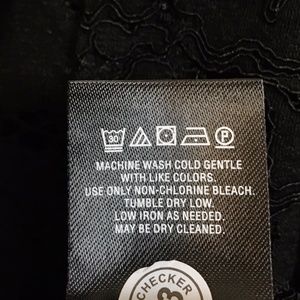 30 P
MACHINE WASH COLD GENTLE
WITH LIKE COLORS.
USE ONLY NON-CHLORINE BLEACH.
TUMBLE DRY LOW.
LOW IRON AS NEEDED.
MAY BE DRY CLEANED.
CHECKER